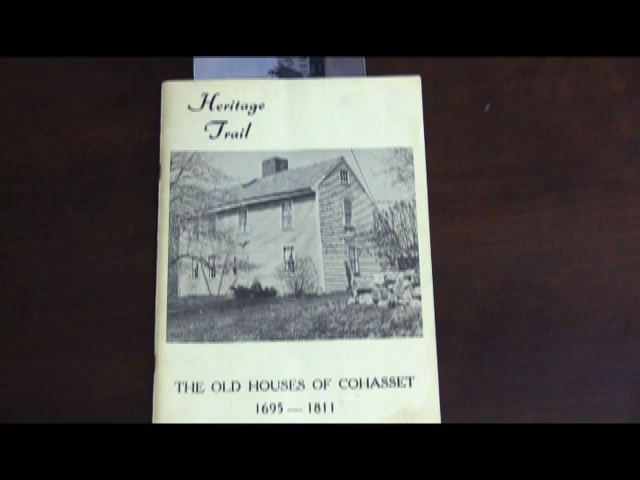 Heritage
Trail
THE OLD HOUSES OF COHASSET
1695 — 1811